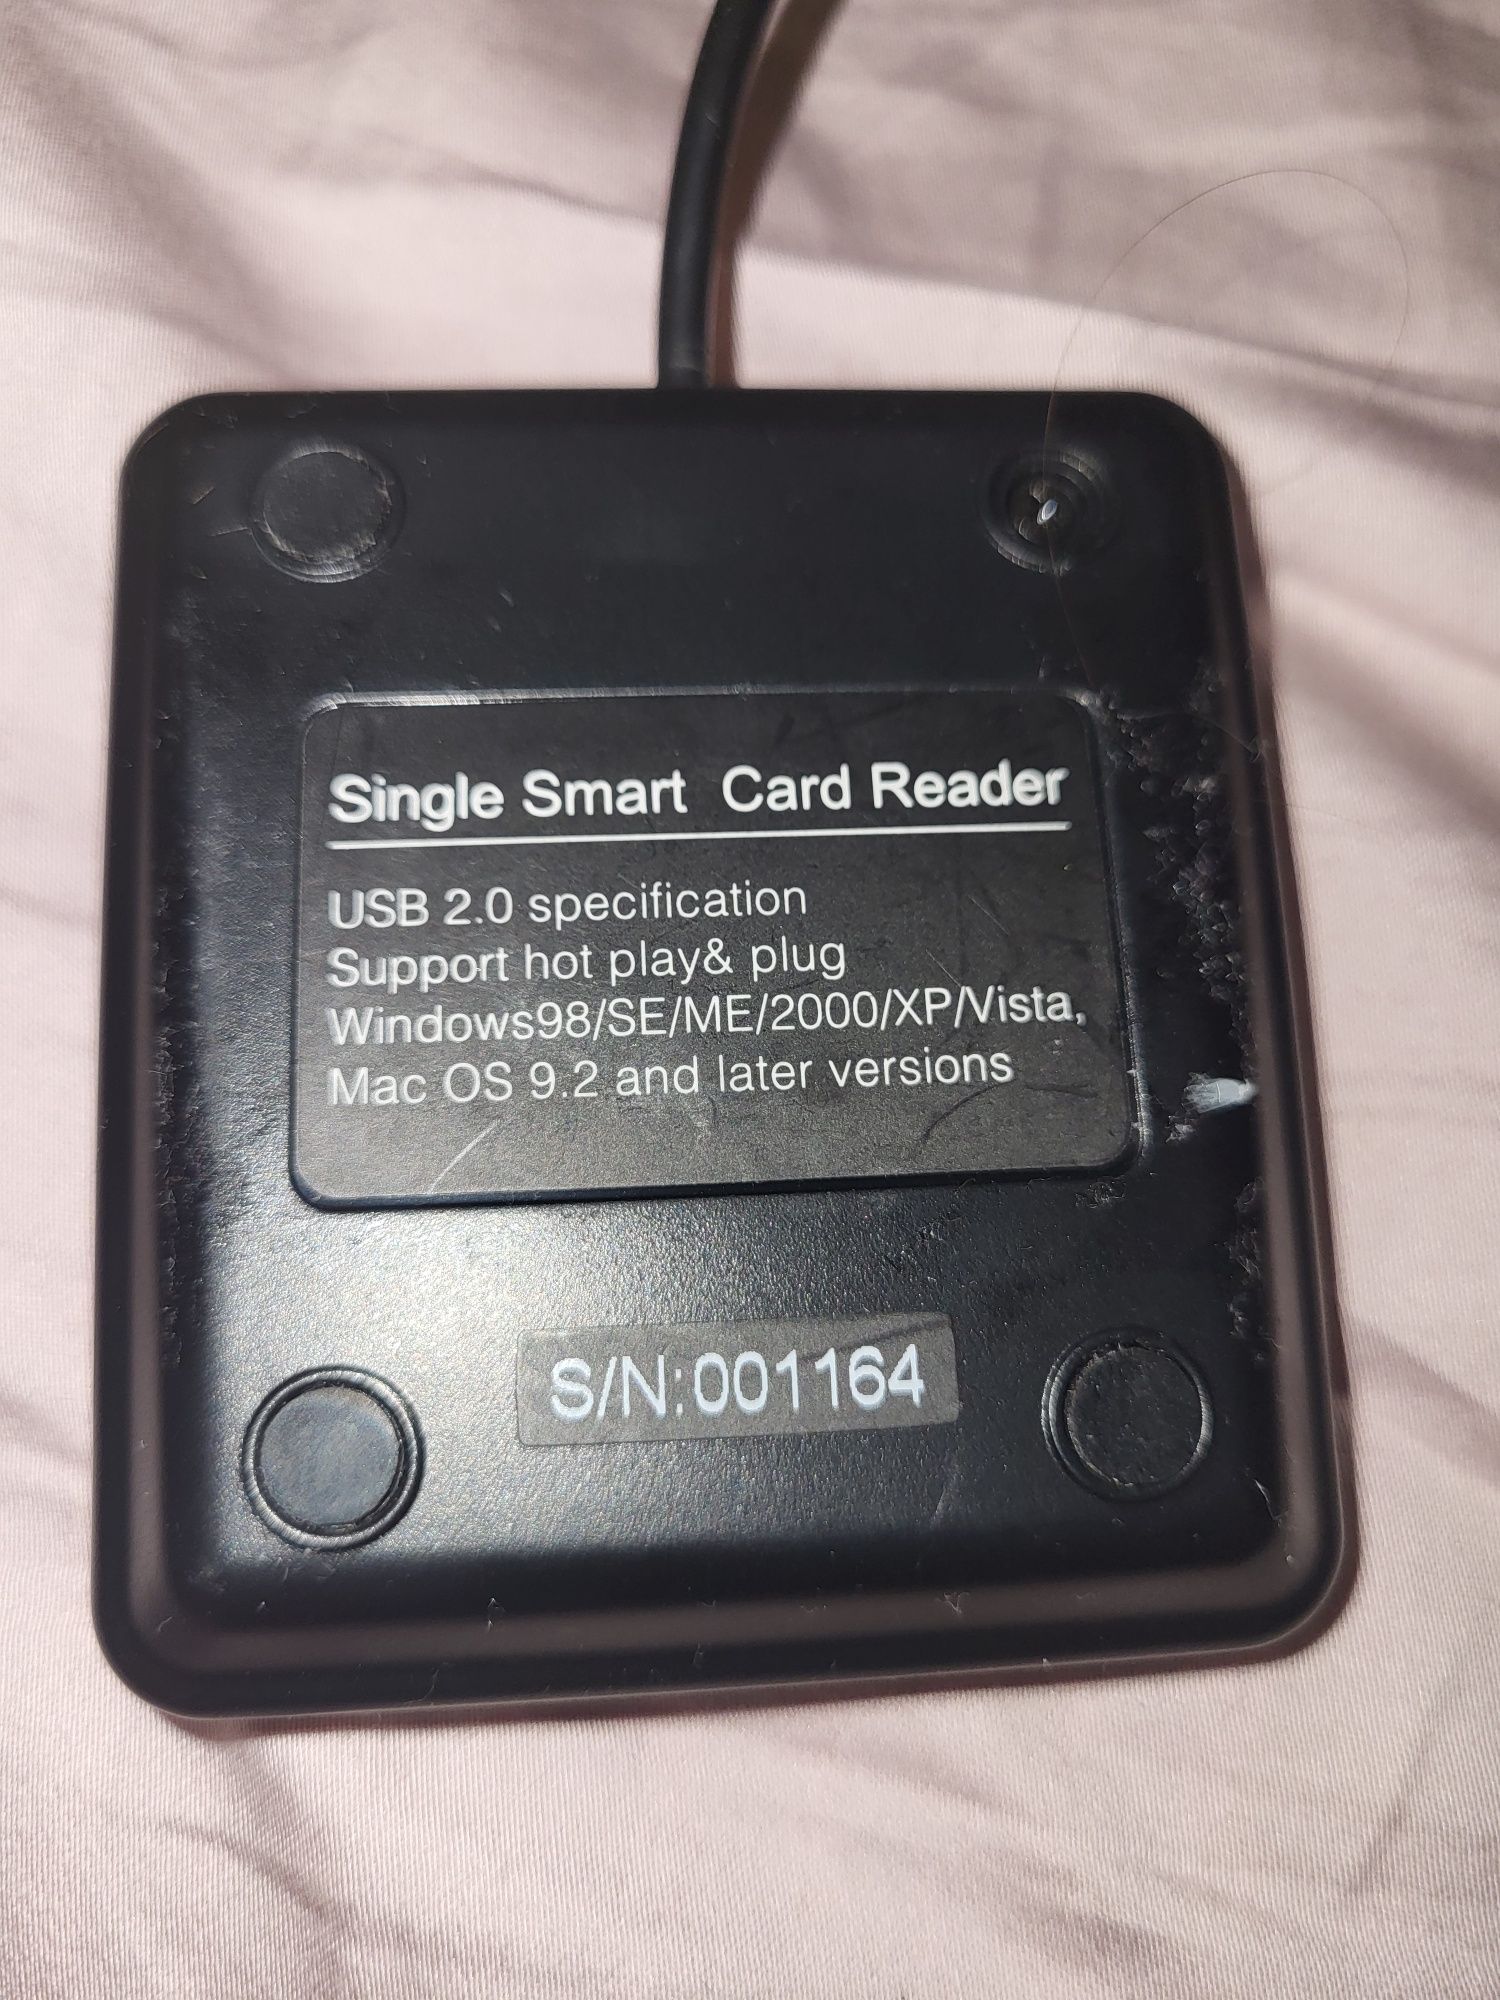 Single Smart Card Reader
USB 2.0 specification
Support hot play& plug
Windows98/SE/ME/2000/XP/Vista,
Mac OS 9.2 and later versions
S/N:001164